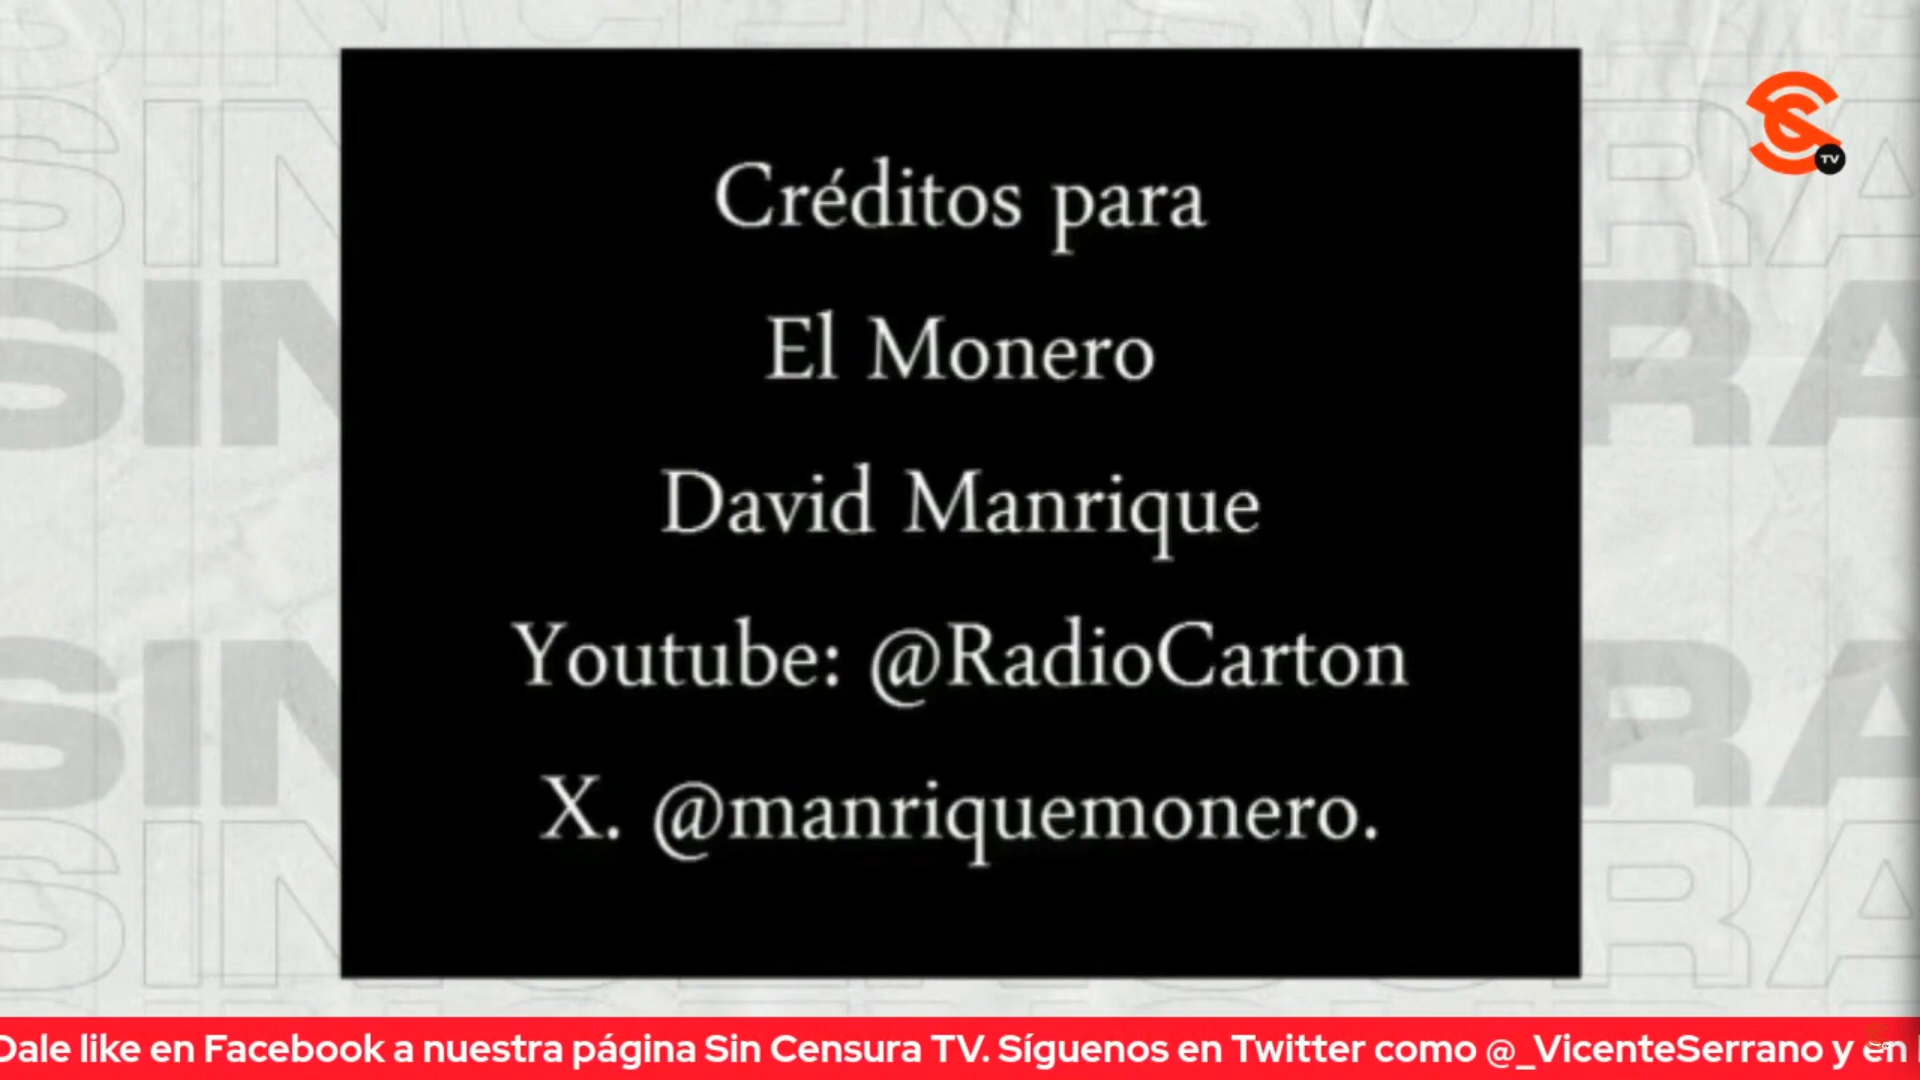 TV
Créditos para
El Monero
David Manrique
Youtube: @RadioCarton
X. @manriquemonero.
Dale like en Facebook a nuestra página Sin Censura TV. Síguenos en Twitter como @_VicenteSerrano y en